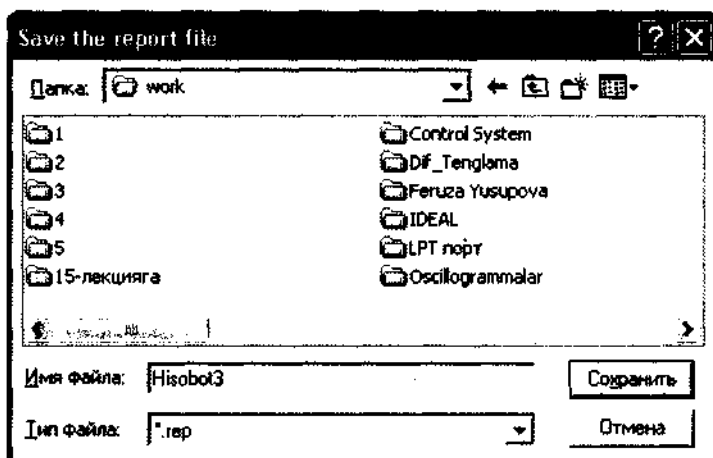 Save the report file
Папка: work
1
2
3
4
5
15-лекцияга
Control System
Dif_Tenglama
Feruza Yusupova
IDEAL
LPT порт
Oscillogrammalar
Имя файла: Hisobot3
Сохранить
Тип файла: *.rep
Отмена